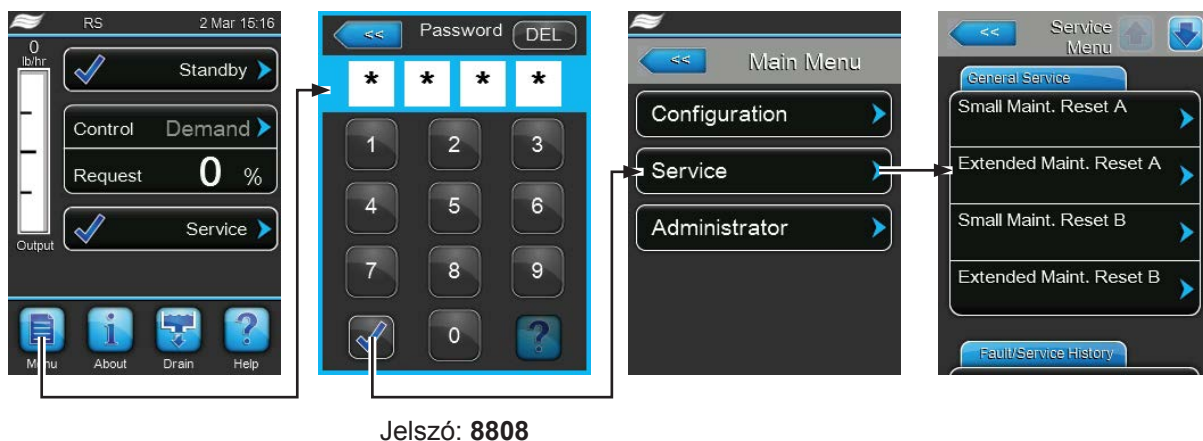 RS 2 Mar 15:16
0
lb/hr
Standby
Control Demand
Request 0 %
Service
Output
Menu About Drain Help
<< Password DEL
* * * *
1 2 3
4 5 6
7 8 9
0 ?
<< Main Menu
Configuration
Service
Administrator
<< Service
Menu
General Service
Small Maint. Reset A
Extended Maint. Reset A
Small Maint. Reset B
Extended Maint. Reset B
Fault/Service History
Jelszó: 8808